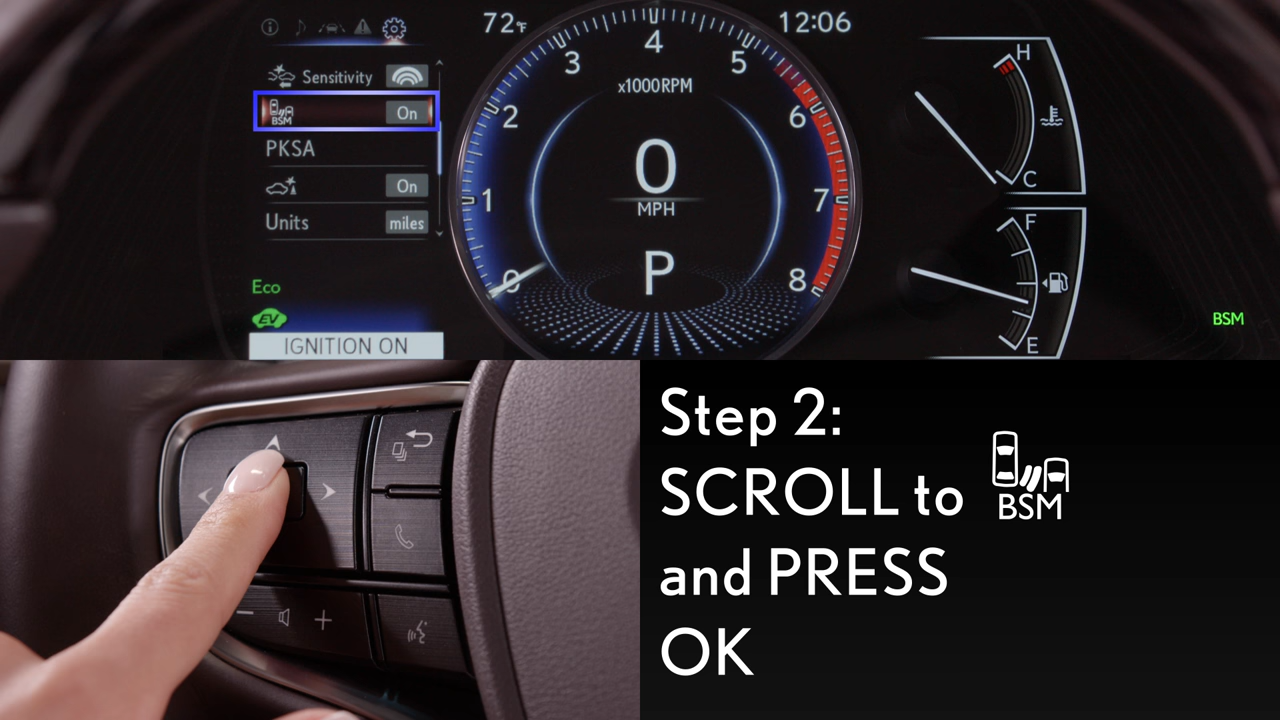 72°F
12:06
Sensitivity
BSM On
PKSA
On
Units miles
Eco
EV
IGNITION ON
0
1
2
3
4
5
6
7
8
x1000RPM
0
MPH
P
H
C
F
E
BSM
Step 2:
SCROLL to BSM
and PRESS
OK